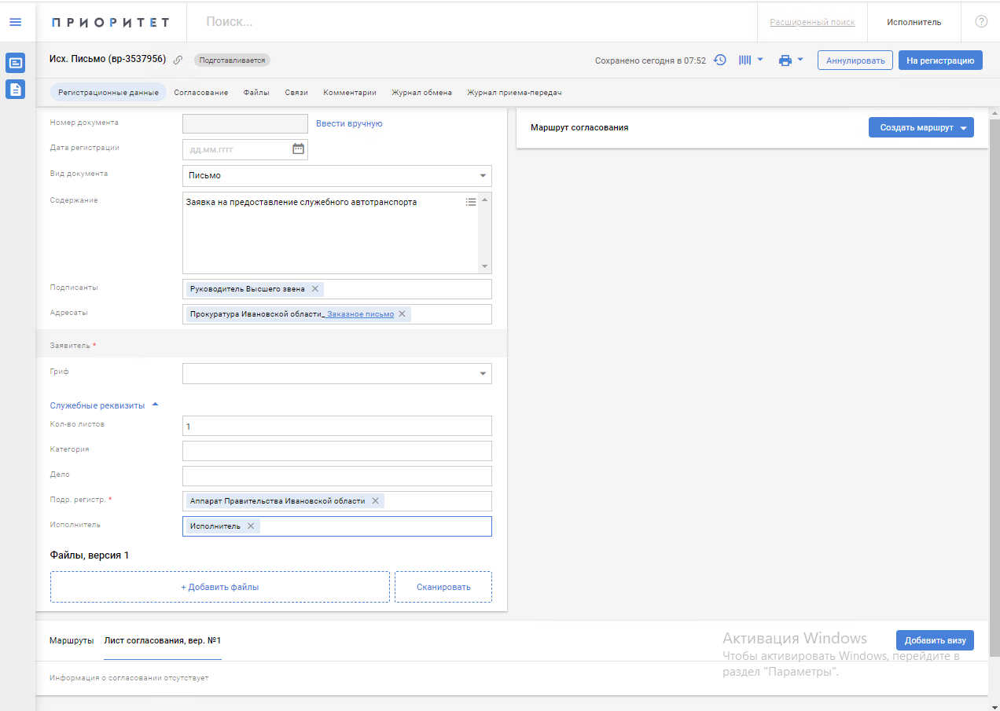 ПРИОРИТЕТ
Поиск...
Расширенный поиск
Исполнитель
?
Исх. Письмо (вр-3537956)
Подготавливается
Сохранено сегодня в 07:52
Аннулировать
На регистрацию
Регистрационные данные
Согласование
Файлы
Связи
Комментарии
Журнал обмена
Журнал приема-передач
Номер документа
Ввести вручную
Дата регистрации
дд.мм.гггг
Вид документа
Письмо
Содержание
Заявка на предоставление служебного автотранспорта
Подписанты
Руководитель Высшего звена
Адресаты
Прокуратура Ивановской области_ Заказное письмо
Заявитель *
Гриф
Служебные реквизиты
Кол-во листов
1
Категория
Дело
Подр. регистр. *
Аппарат Правительства Ивановской области
Исполнитель
Исполнитель
Файлы, версия 1
+ Добавить файлы
Сканировать
Маршрут согласования
Создать маршрут
Маршруты
Лист согласования, вер. №1
Добавить визу
Информация о согласовании отсутствует
Активация Windows
Чтобы активировать Windows, перейдите в
раздел "Параметры".